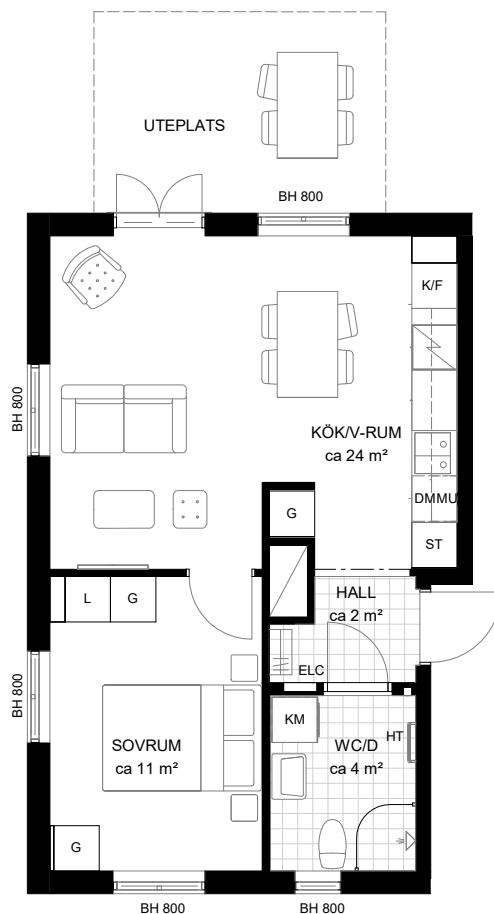 UTEPLATS
BH 800
K/F
BH 800
KÖK/V-RUM
ca 24 m²
DMMU
G
ST
L
G
HALL
ca 2 m²
ELC
BH 800
KM
SOVRUM
ca 11 m²
WC/D
ca 4 m²
HT
G
BH 800
BH 800